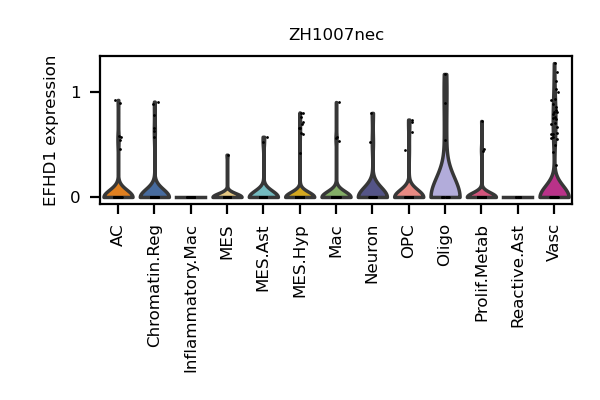 ZH1007nec
EFHD1 expression
1
0
AC
Chromatin.Reg
Inflammatory.Mac
MES
MES.Ast
MES.Hyp
Mac
Neuron
OPC
Oligo
Prolif.Metab
Reactive.Ast
Vasc